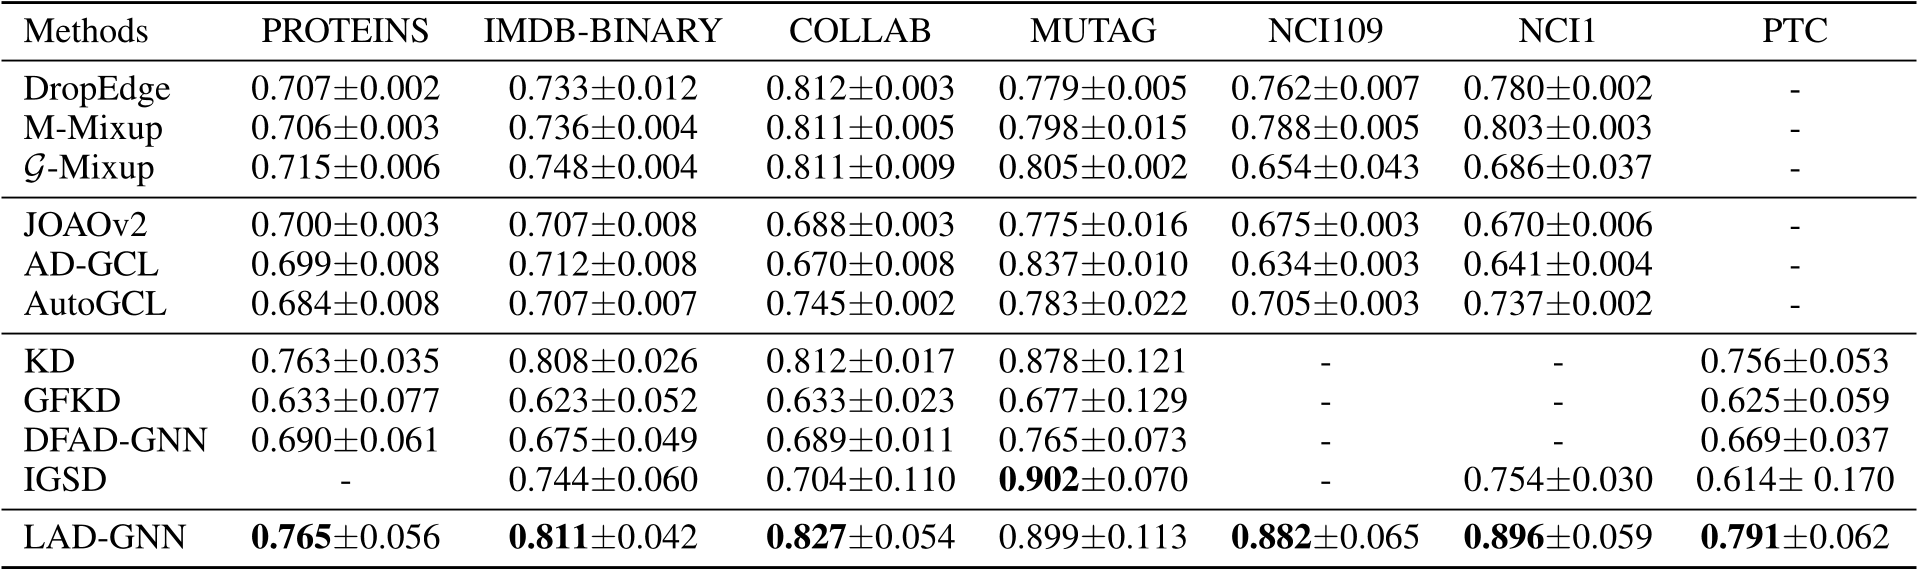 Methods PROTEINS IMDB-BINARY COLLAB MUTAG NCI109 NCI1 PTC
DropEdge 0.707±0.002 0.733±0.012 0.812±0.003 0.779±0.005 0.762±0.007 0.780±0.002 -
M-Mixup 0.706±0.003 0.736±0.004 0.811±0.005 0.798±0.015 0.788±0.005 0.803±0.003 -
𝒢-Mixup 0.715±0.006 0.748±0.004 0.811±0.009 0.805±0.002 0.654±0.043 0.686±0.037 -
JOAOv2 0.700±0.003 0.707±0.008 0.688±0.003 0.775±0.016 0.675±0.003 0.670±0.006 -
AD-GCL 0.699±0.008 0.712±0.008 0.670±0.008 0.837±0.010 0.634±0.003 0.641±0.004 -
AutoGCL 0.684±0.008 0.707±0.007 0.745±0.002 0.783±0.022 0.705±0.003 0.737±0.002 -
KD 0.763±0.035 0.808±0.026 0.812±0.017 0.878±0.121 - - 0.756±0.053
GFKD 0.633±0.077 0.623±0.052 0.633±0.023 0.677±0.129 - - 0.625±0.059
DFAD-GNN 0.690±0.061 0.675±0.049 0.689±0.011 0.765±0.073 - - 0.669±0.037
IGSD - 0.744±0.060 0.704±0.110 0.902±0.070 - 0.754±0.030 0.614± 0.170
LAD-GNN 0.765±0.056 0.811±0.042 0.827±0.054 0.899±0.113 0.882±0.065 0.896±0.059 0.791±0.062